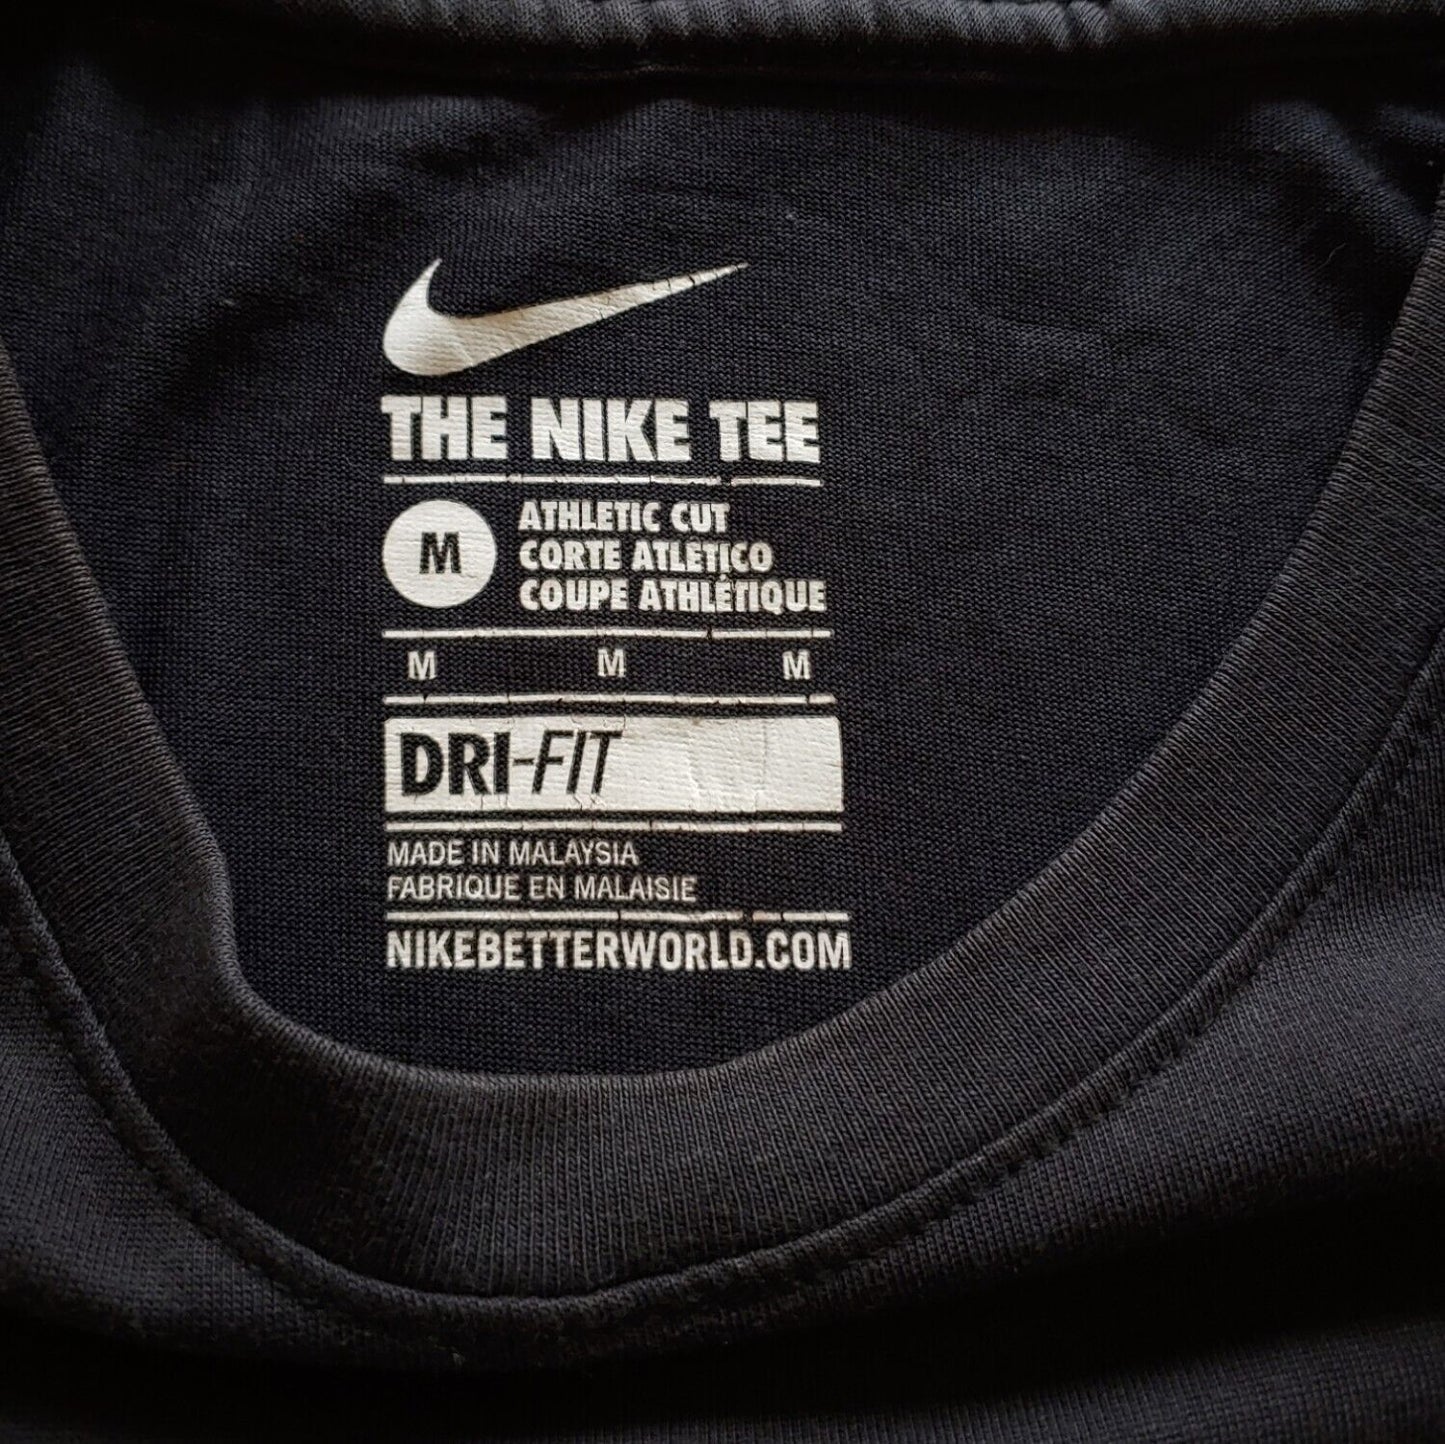 THE NIKE TEE
M
ATHLETIC CUT
CORTE ATLETICO
COUPE ATHLÉTIQUE
M M M
DRI-FIT
MADE IN MALAYSIA
FABRIQUE EN MALAISIE
NIKEBETTERWORLD.COM